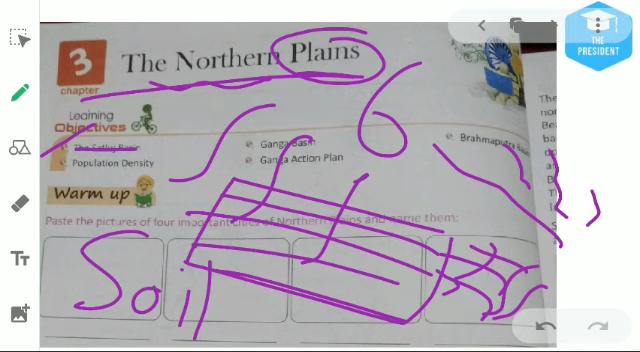 THE
PRESIDENT
3
chapter
The Northern Plains
Learning
Objectives
The Satluj Basin
Ganga Basin
Brahmaputra
Population Density
Ganga Action Plan
6
Warm up
Paste the pictures of four important cities of Northern Plains and name them:
Soil
TT